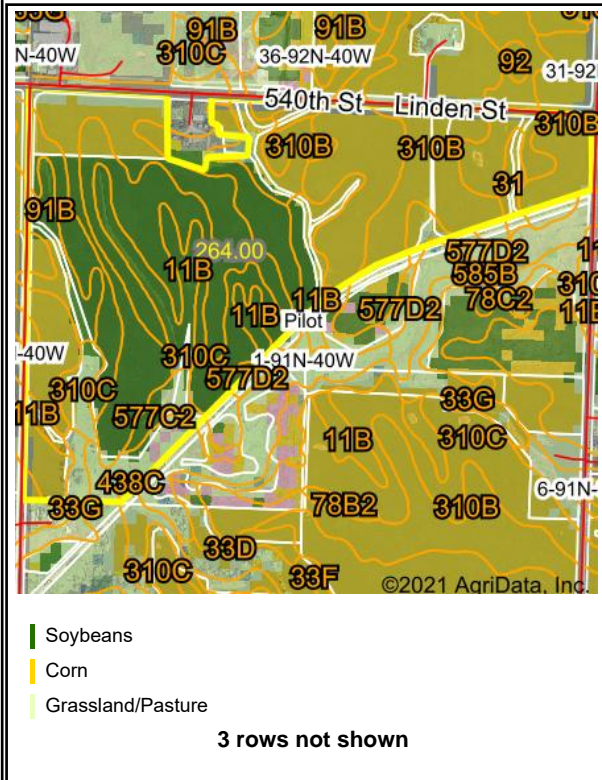 91B
91B
310C
N-40W
36-92N-40W
92
31-92
540th St
Linden St
310B
310B
310B
31
91B
264.00
577D2
585B
11B
78C2
11B
577D2
11B
Pilot
-40W
310C
1-91N-40W
577D2
310C
33G
11B
577C2
11B
310C
438C
6-91N-
33G
78B2
310B
33D
310C
33F
©2021 AgriData, Inc.
Soybeans
Corn
Grassland/Pasture
3 rows not shown